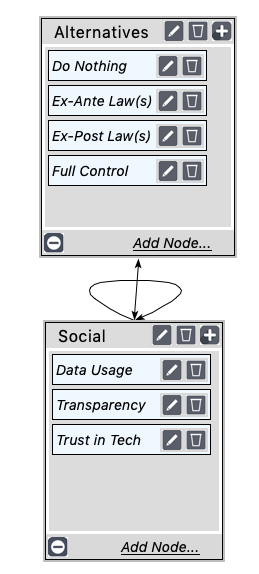 Alternatives
Do Nothing
Ex-Ante Law(s)
Ex-Post Law(s)
Full Control
Add Node...
Social
Data Usage
Transparency
Trust in Tech
Add Node...